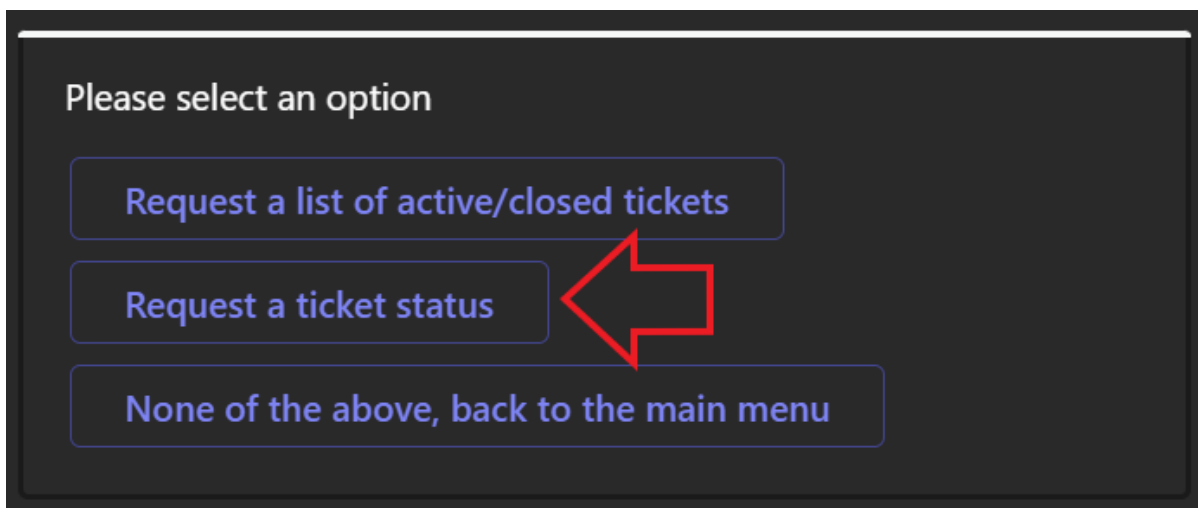 Please select an option
Request a list of active/closed tickets
Request a ticket status
None of the above, back to the main menu